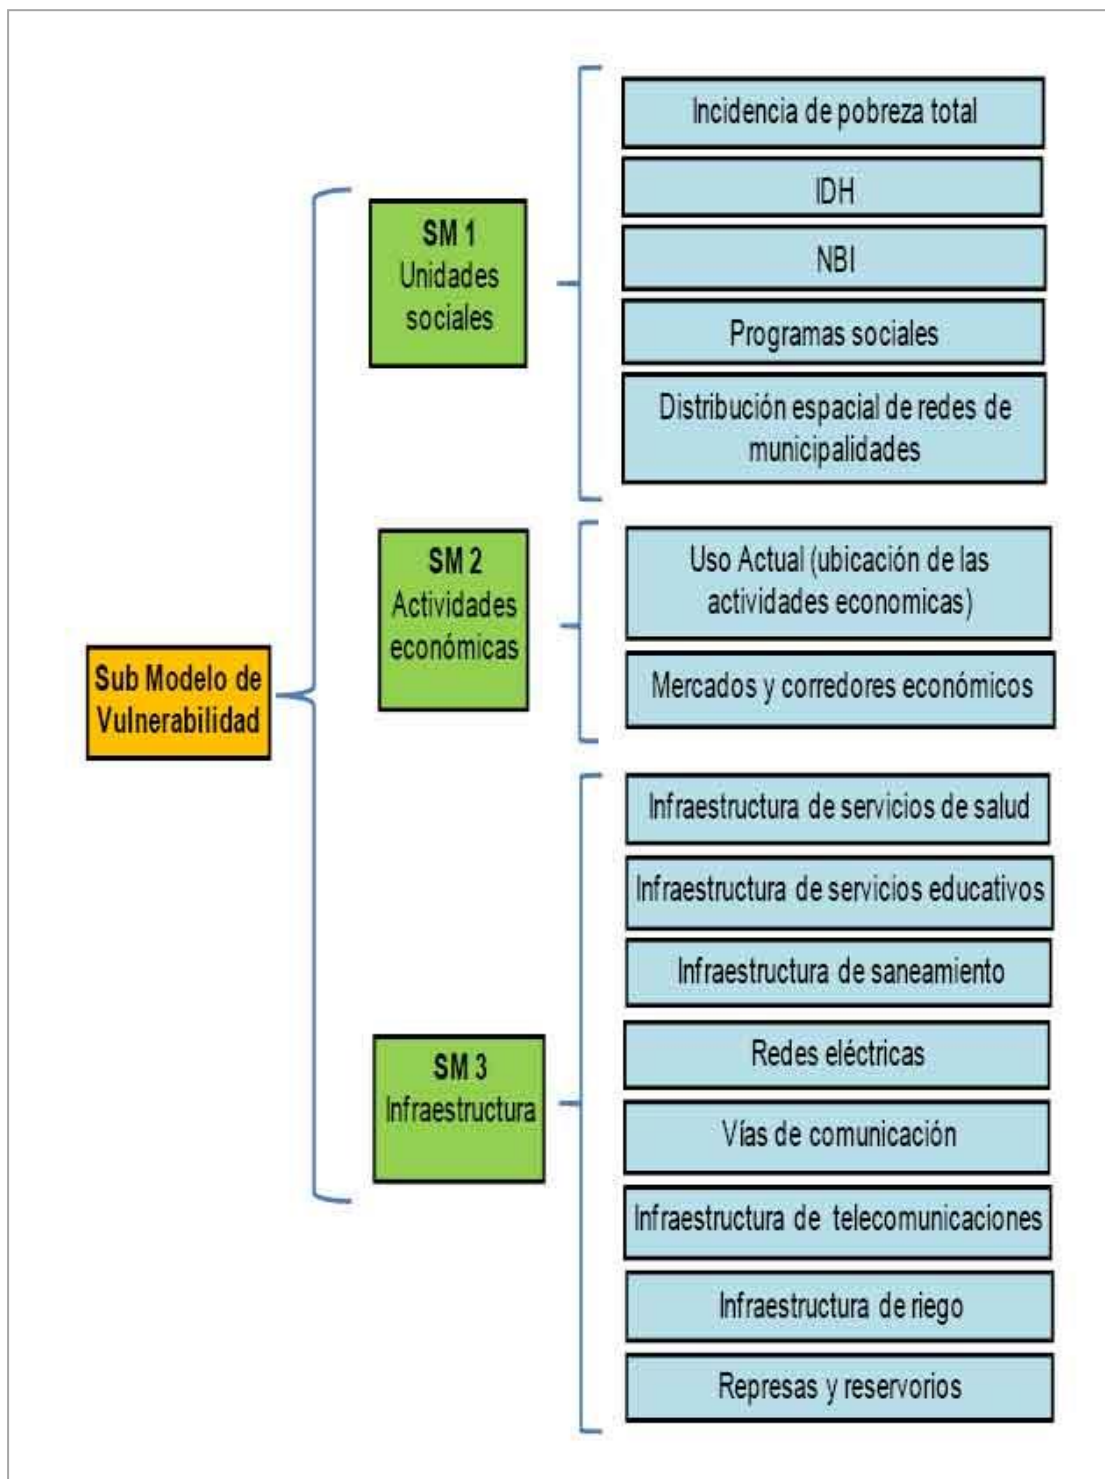 Sub Modelo de
Vulnerabilidad
SM 1
Unidades
sociales
Incidencia de pobreza total
IDH
NBI
Programas sociales
Distribución espacial de redes de
municipalidades
SM 2
Actividades
económicas
Uso Actual (ubicación de las
actividades economicas)
Mercados y corredores económicos
SM 3
Infraestructura
Infraestructura de servicios de salud
Infraestructura de servicios educativos
Infraestructura de saneamiento
Redes eléctricas
Vías de comunicación
Infraestructura de telecomunicaciones
Infraestructura de riego
Represas y reservorios